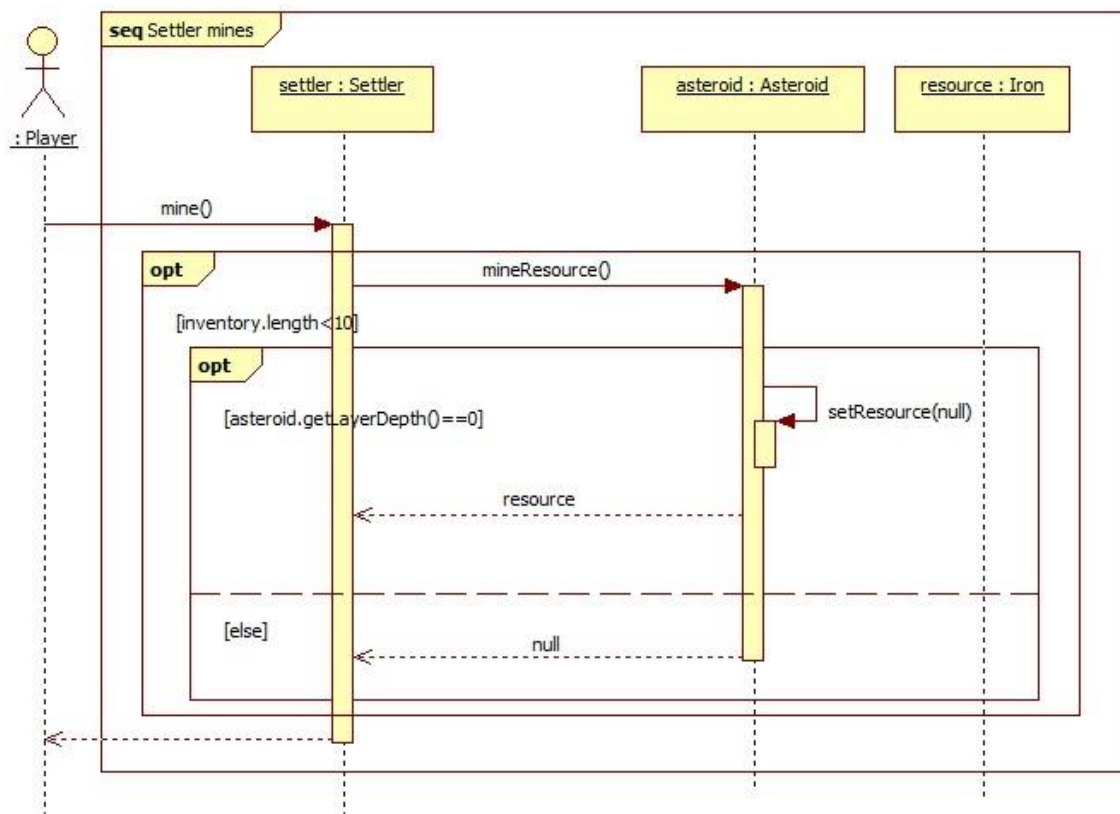 seq Settler mines
settler : Settler
asteroid : Asteroid
resource : Iron
: Player
mine()
opt
mineResource()
[inventory.length<10]
opt
[asteroid.getLayerDepth()==0]
setResource(null)
resource
[else]
null